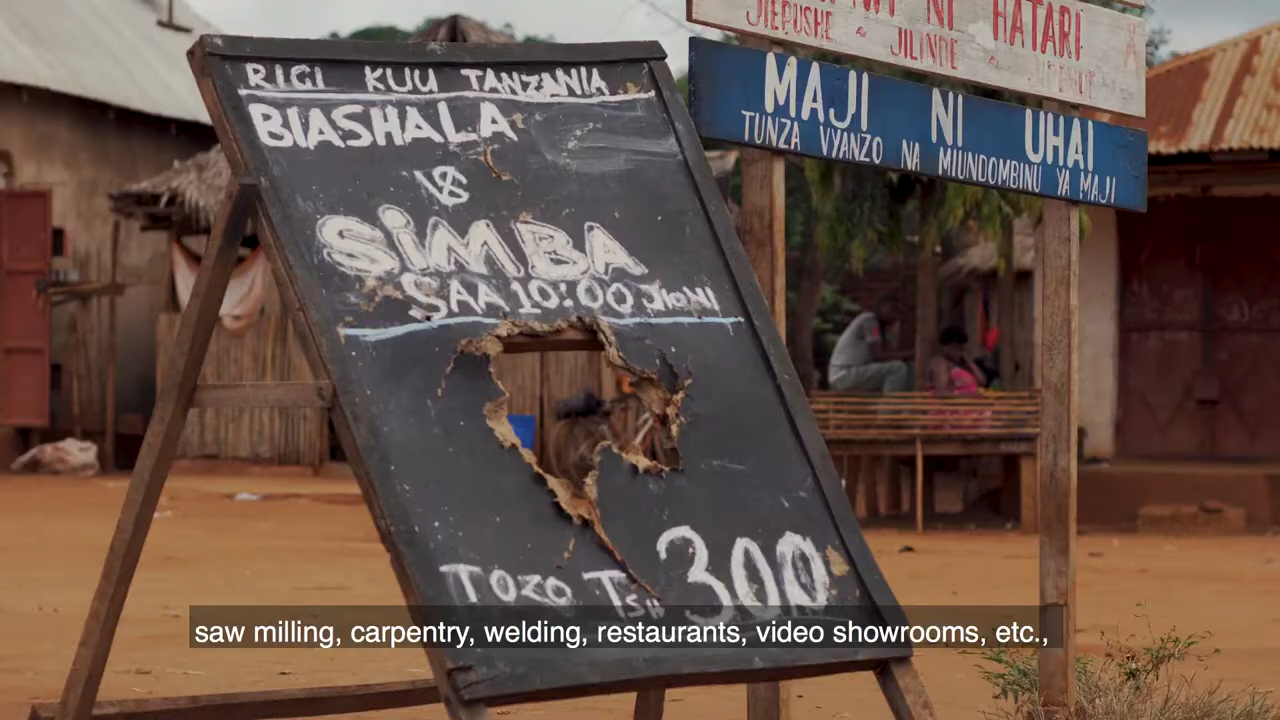 RIGI KUU TANZANIA
BIASHALA
VS
SIMBA
SAA 10:00 JIONI
TOZO TSH 300
NI HATARI
JIEPUSHE & JILINDE
MAJI NI UHAI
TUNZA VYANZO NA MIUNDOMBINU YA MAJI
saw milling, carpentry, welding, restaurants, video showrooms, etc.,